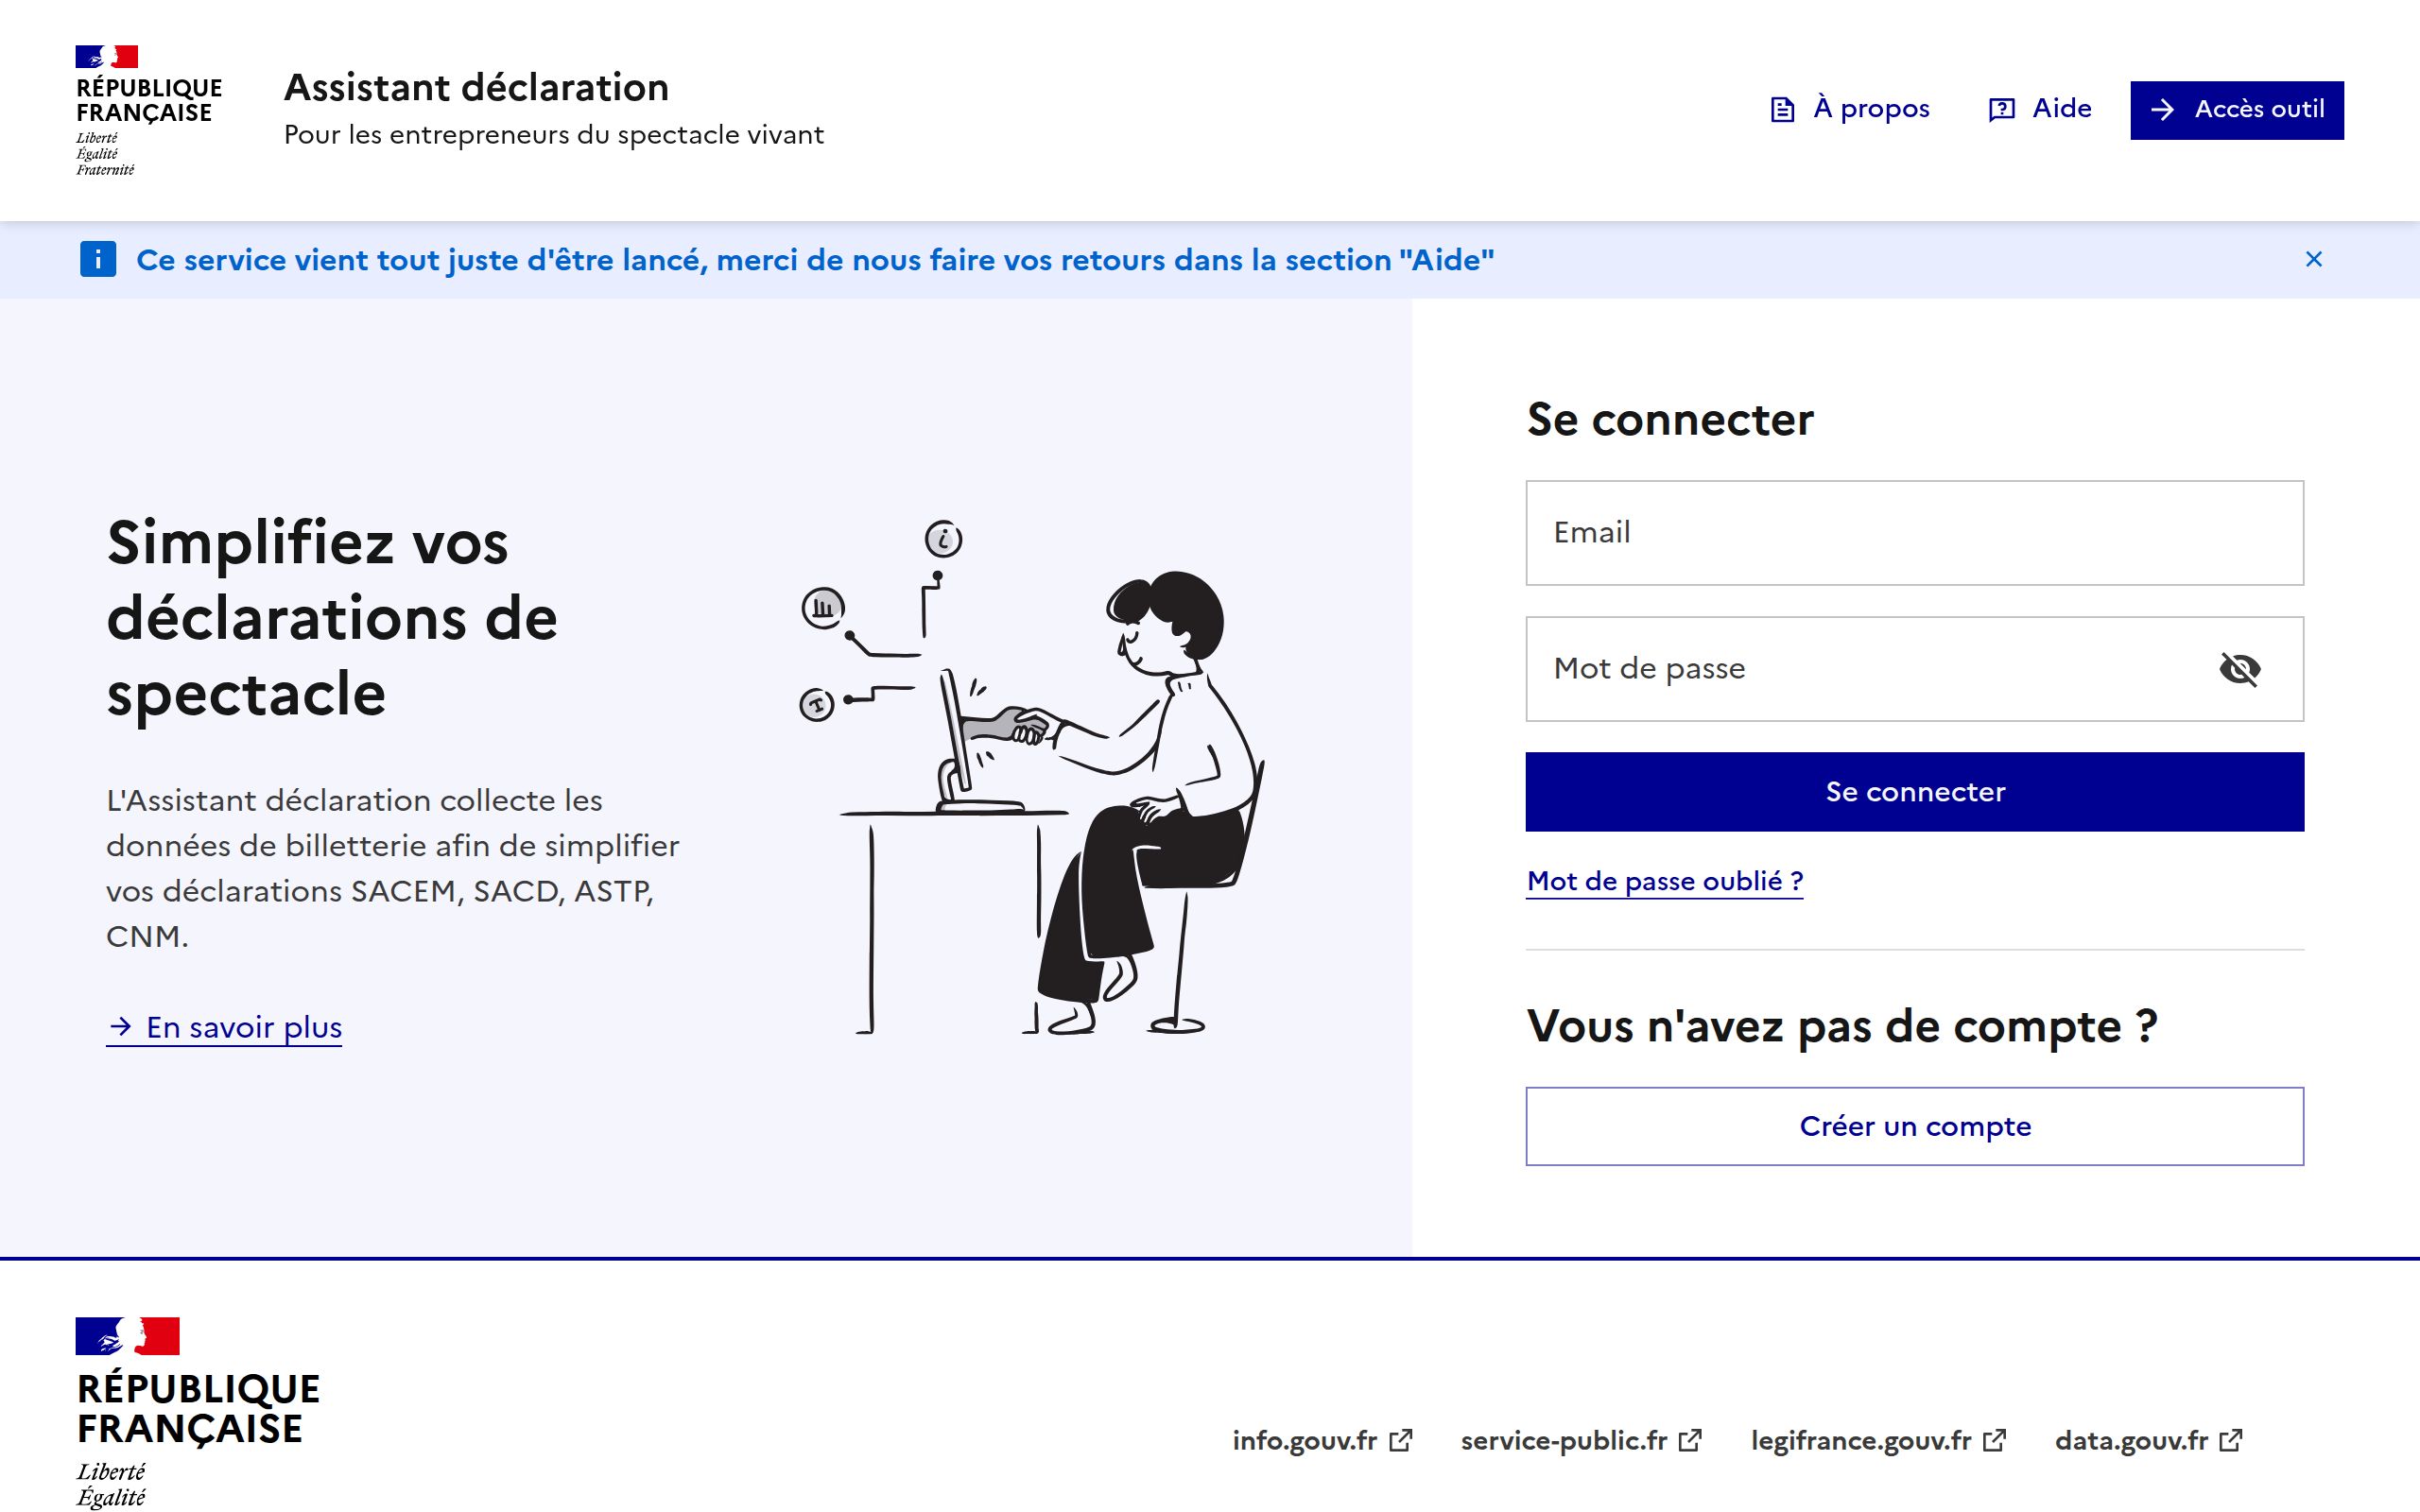 RÉPUBLIQUE
FRANÇAISE
Liberté
Égalité
Fraternité
Assistant déclaration
Pour les entrepreneurs du spectacle vivant
À propos
Aide
Accès outil
Ce service vient tout juste d'être lancé, merci de nous faire vos retours dans la section "Aide"
Simplifiez vos
déclarations de
spectacle
L'Assistant déclaration collecte les
données de billetterie afin de simplifier
vos déclarations SACEM, SACD, ASTP,
CNM.
En savoir plus
Se connecter
Email
Mot de passe
Se connecter
Mot de passe oublié ?
Vous n'avez pas de compte ?
Créer un compte
RÉPUBLIQUE
FRANÇAISE
Liberté
Égalité
info.gouv.fr
service-public.fr
legifrance.gouv.fr
data.gouv.fr